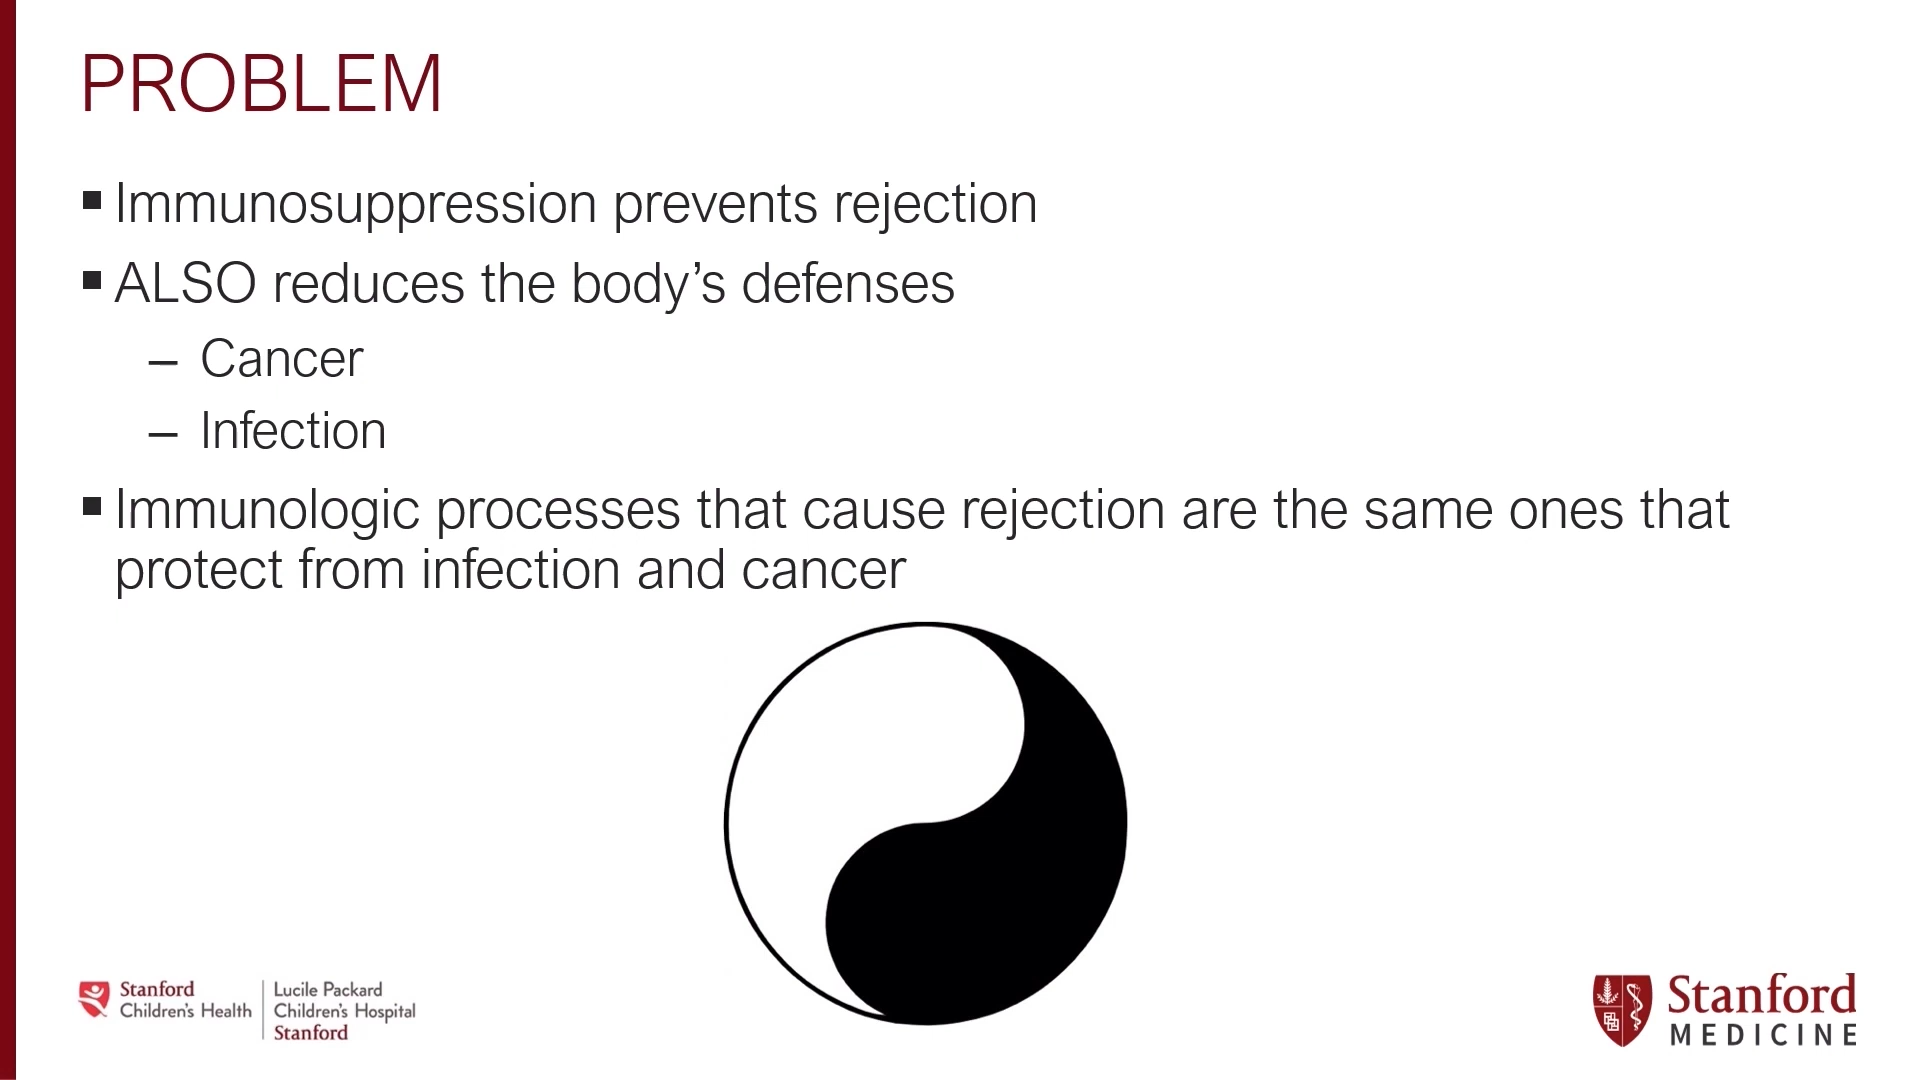 PROBLEM
▪ Immunosuppression prevents rejection
▪ ALSO reduces the body’s defenses
– Cancer
– Infection
▪ Immunologic processes that cause rejection are the same ones that
protect from infection and cancer
Stanford
Children's Health
Lucile Packard
Children's Hospital
Stanford
Stanford
MEDICINE